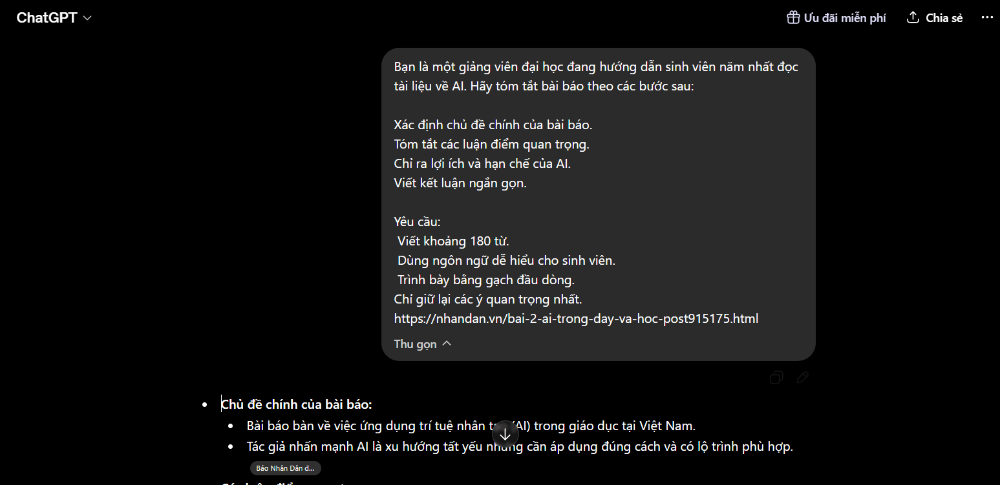 ChatGPT
Ưu đãi miễn phí
Chia sẻ
Bạn là một giảng viên đại học đang hướng dẫn sinh viên năm nhất đọc
tài liệu về AI. Hãy tóm tắt bài báo theo các bước sau:
Xác định chủ đề chính của bài báo.
Tóm tắt các luận điểm quan trọng.
Chỉ ra lợi ích và hạn chế của AI.
Viết kết luận ngắn gọn.
Yêu cầu:
Viết khoảng 180 từ.
Dùng ngôn ngữ dễ hiểu cho sinh viên.
Trình bày bằng gạch đầu dòng.
Chỉ giữ lại các ý quan trọng nhất.
https://nhandan.vn/bai-2-ai-trong-day-va-hoc-post915175.html
Thu gọn
Chủ đề chính của bài báo:
Bài báo bàn về việc ứng dụng trí tuệ nhân (AI) trong giáo dục tại Việt Nam.
Tác giả nhấn mạnh AI là xu hướng tất yếu nhưng cần áp dụng đúng cách và có lộ trình phù hợp.
Báo Nhân Dân đ...